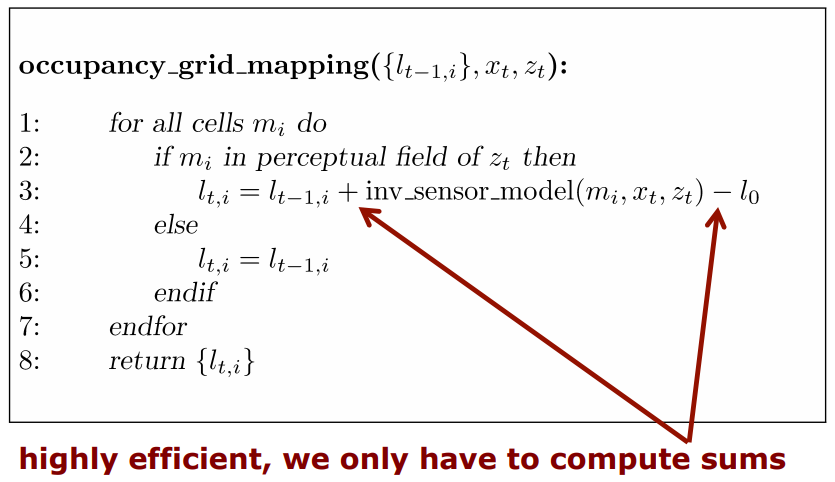 occupancy_grid_mapping({l_{t−1,i}}, x_t, z_t):
1: for all cells m_i do
2: if m_i in perceptual field of z_t then
3: l_{t,i} = l_{t−1,i} + inv_sensor_model(m_i, x_t, z_t) − l_0
4: else
5: l_{t,i} = l_{t−1,i}
6: endif
7: endfor
8: return {l_{t,i}}
highly efficient, we only have to compute sums